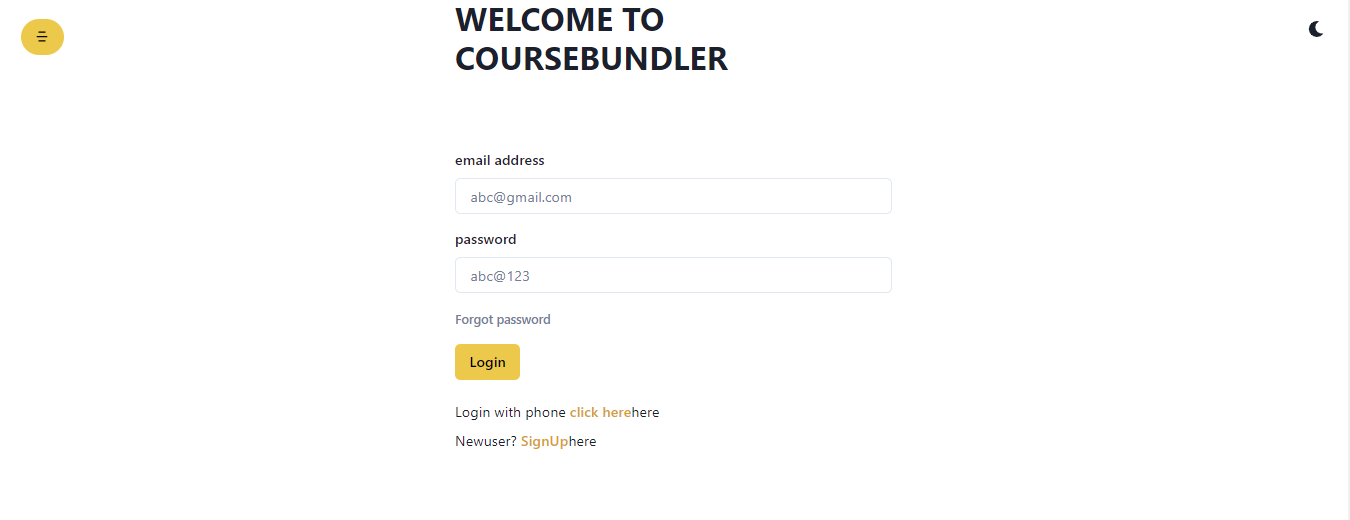 WELCOME TO
COURSEBUNDLER
email address
abc@gmail.com
password
abc@123
Forgot password
Login
Login with phone click herehere
Newuser? SignUphere